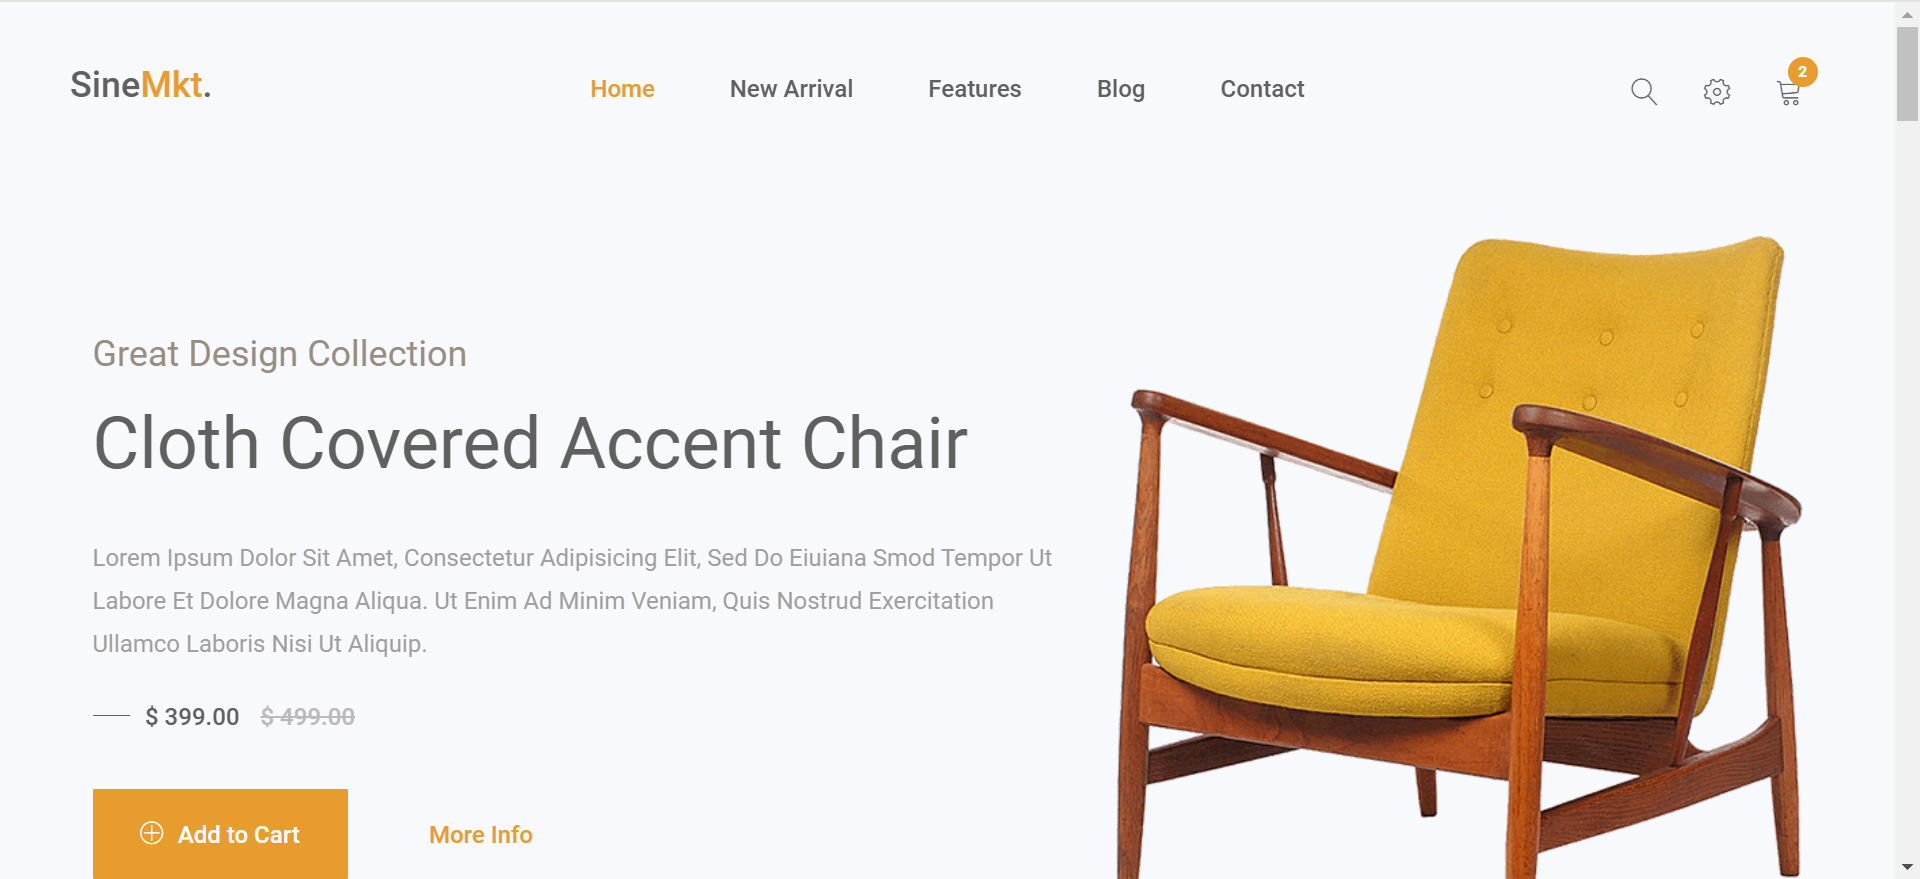 SineMkt.
Home New Arrival Features Blog Contact
2
Great Design Collection
Cloth Covered Accent Chair
Lorem Ipsum Dolor Sit Amet, Consectetur Adipisicing Elit, Sed Do Eiuiana Smod Tempor Ut
Labore Et Dolore Magna Aliqua. Ut Enim Ad Minim Veniam, Quis Nostrud Exercitation
Ullamco Laboris Nisi Ut Aliquip.
$ 399.00 $ 499.00
Add to Cart More Info